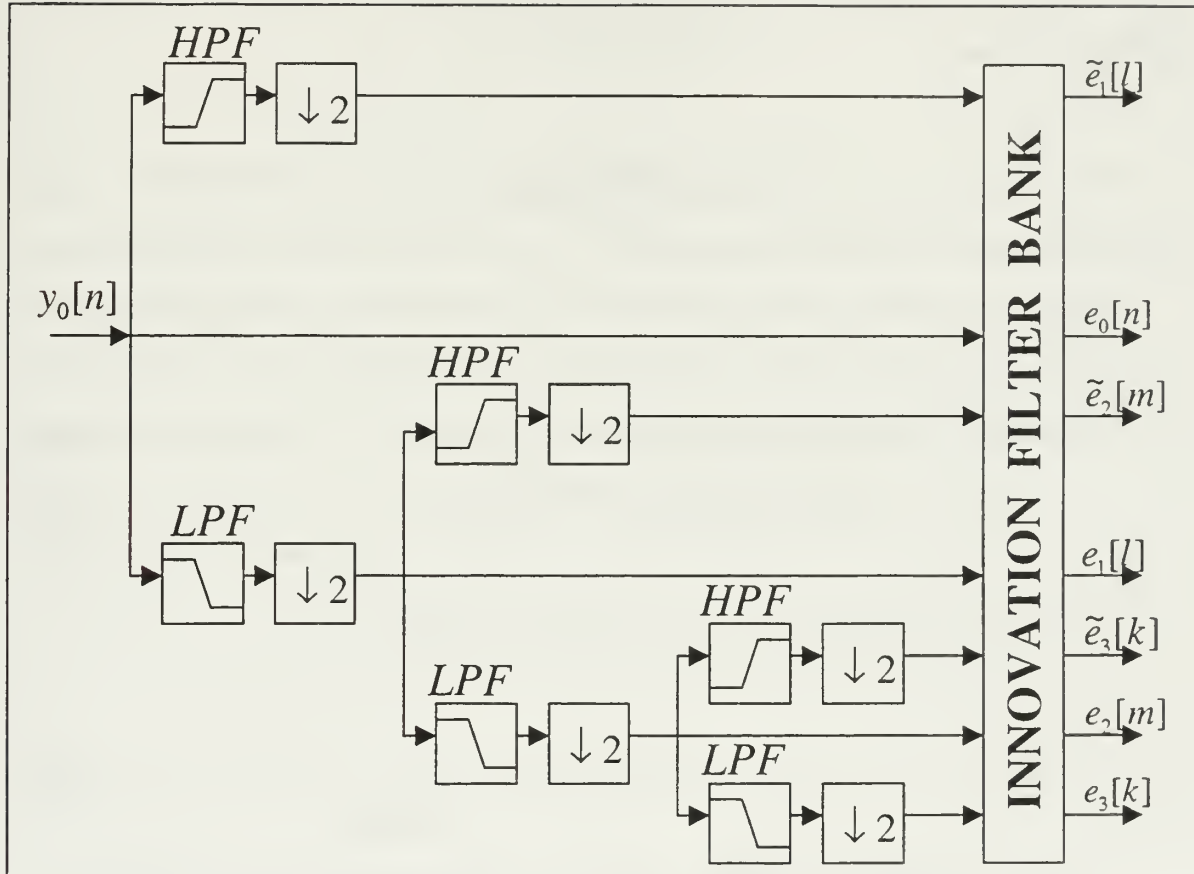 HPF
↓ 2
ẽ₁[l]
y₀[n]
e₀[n]
HPF
↓ 2
ẽ₂[m]
LPF
↓ 2
e₁[l]
HPF
↓ 2
ẽ₃[k]
LPF
↓ 2
e₂[m]
LPF
↓ 2
e₃[k]
INNOVATION FILTER BANK